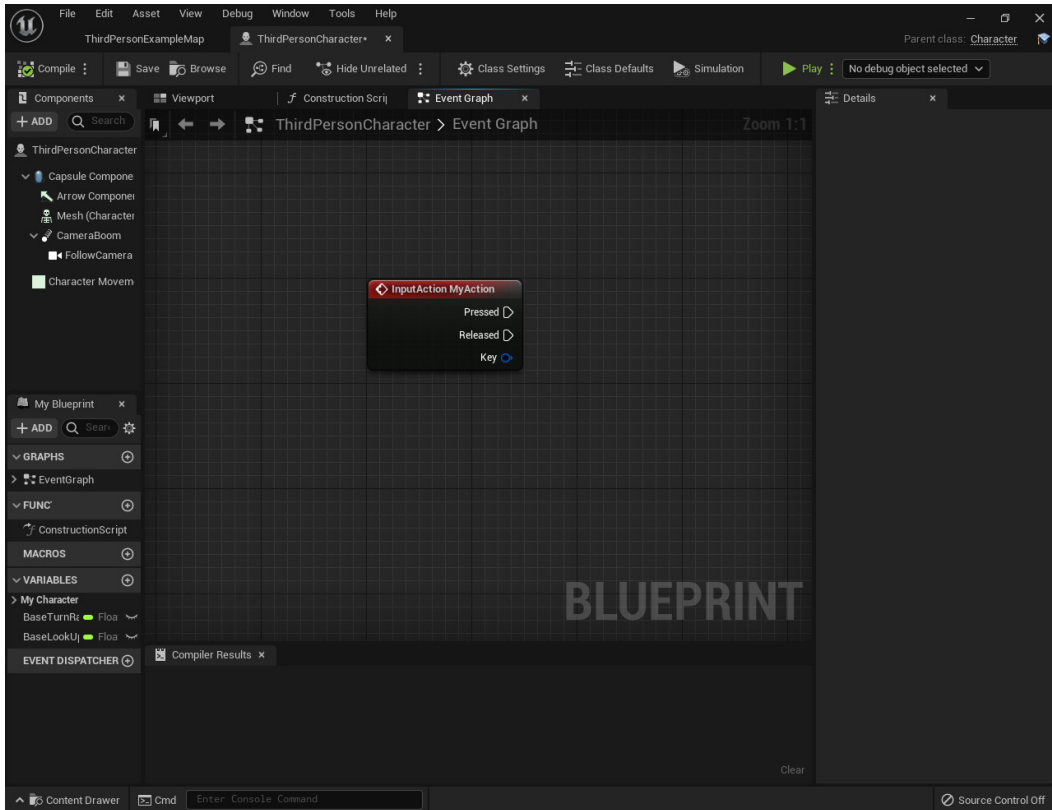 File Edit Asset View Debug Window Tools Help
ThirdPersonExampleMap ThirdPersonCharacter• × Parent class: Character
Compile Save Browse Find Hide Unrelated Class Settings Class Defaults Simulation Play No debug object selected
Components × Viewport f Construction Scrip Event Graph × Details ×
+ ADD Search ThirdPersonCharacter > Event Graph Zoom 1:1
ThirdPersonCharacter
Capsule Compone
Arrow Componer
Mesh (Character
CameraBoom
FollowCamera
Character Movem
InputAction MyAction
Pressed
Released
Key
My Blueprint ×
+ ADD Sear
GRAPHS
EventGraph
FUNC
ConstructionScript
MACROS
VARIABLES
My Character
BaseTurnRa Floa
BaseLookU Floa
EVENT DISPATCHER
BLUEPRINT
Compiler Results ×
Clear
Content Drawer Cmd Enter Console Command Source Control Off